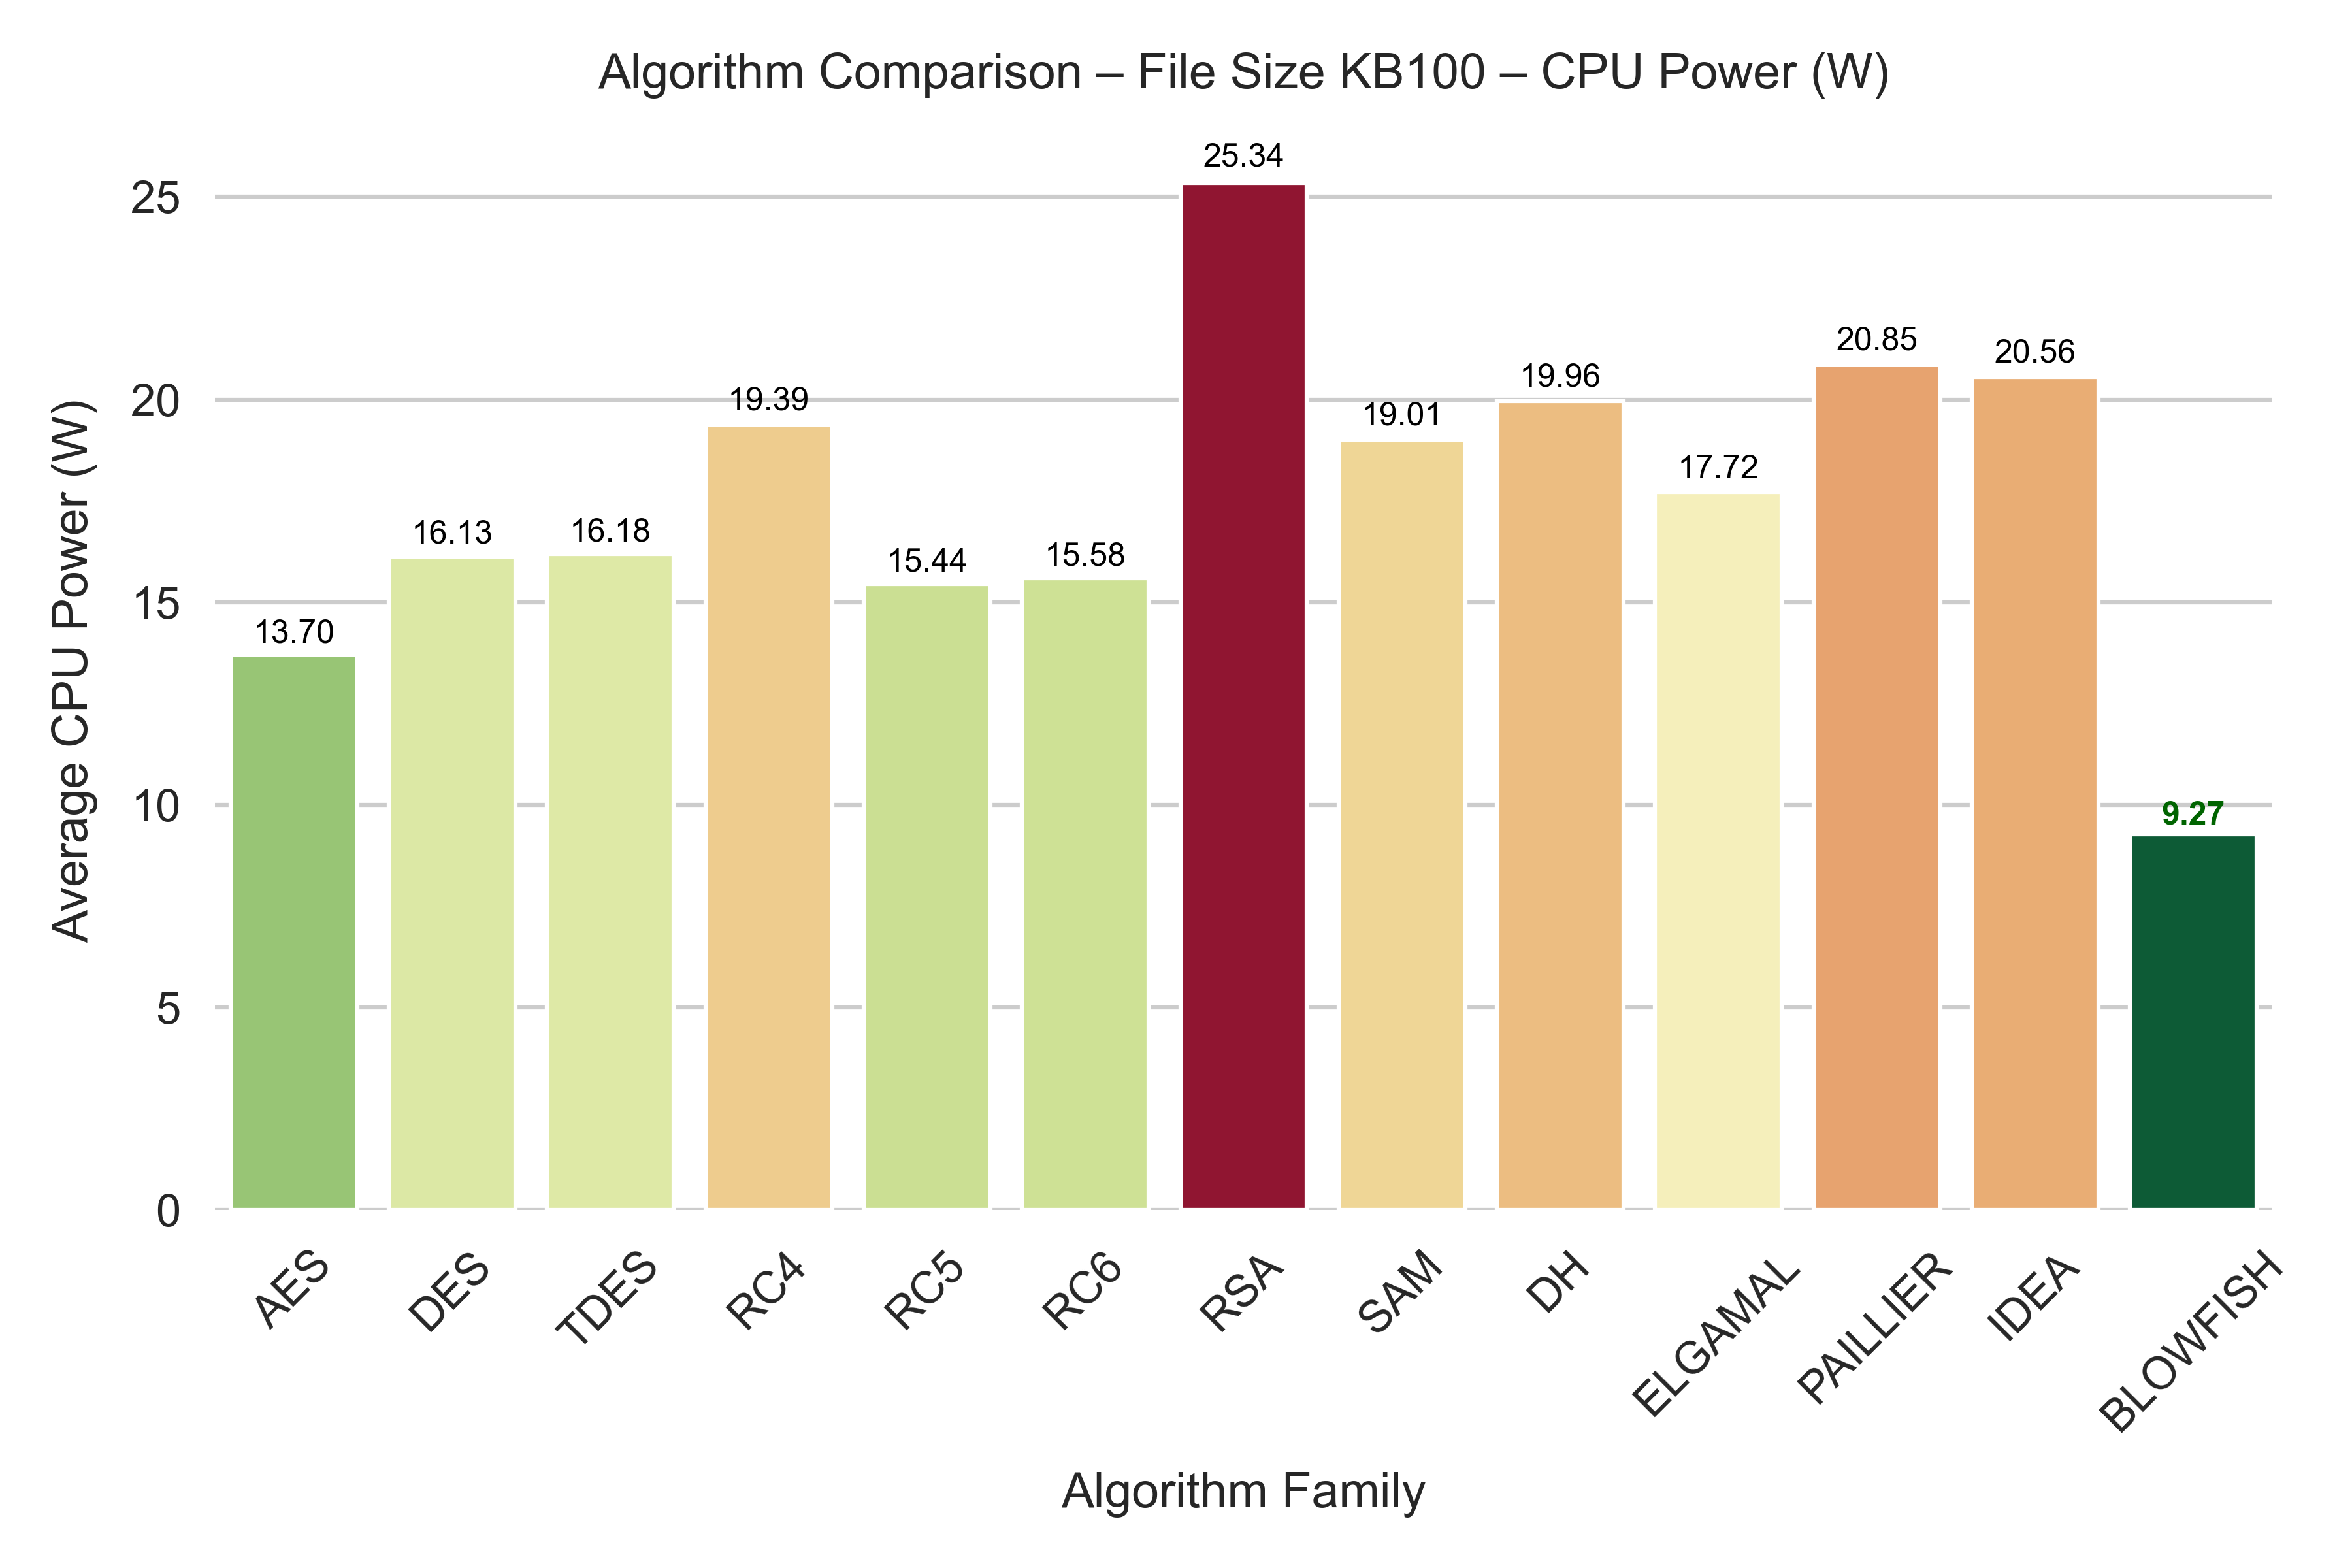 Algorithm Comparison – File Size KB100 – CPU Power (W)
Average CPU Power (W)
25
20
15
10
5
0
13.70
16.13
16.18
19.39
15.44
15.58
25.34
19.01
19.96
17.72
20.85
20.56
9.27
AES
DES
TDES
RC4
RC5
RC6
RSA
SAM
DH
ELGAMAL
PAILLIER
IDEA
BLOWFISH
Algorithm Family